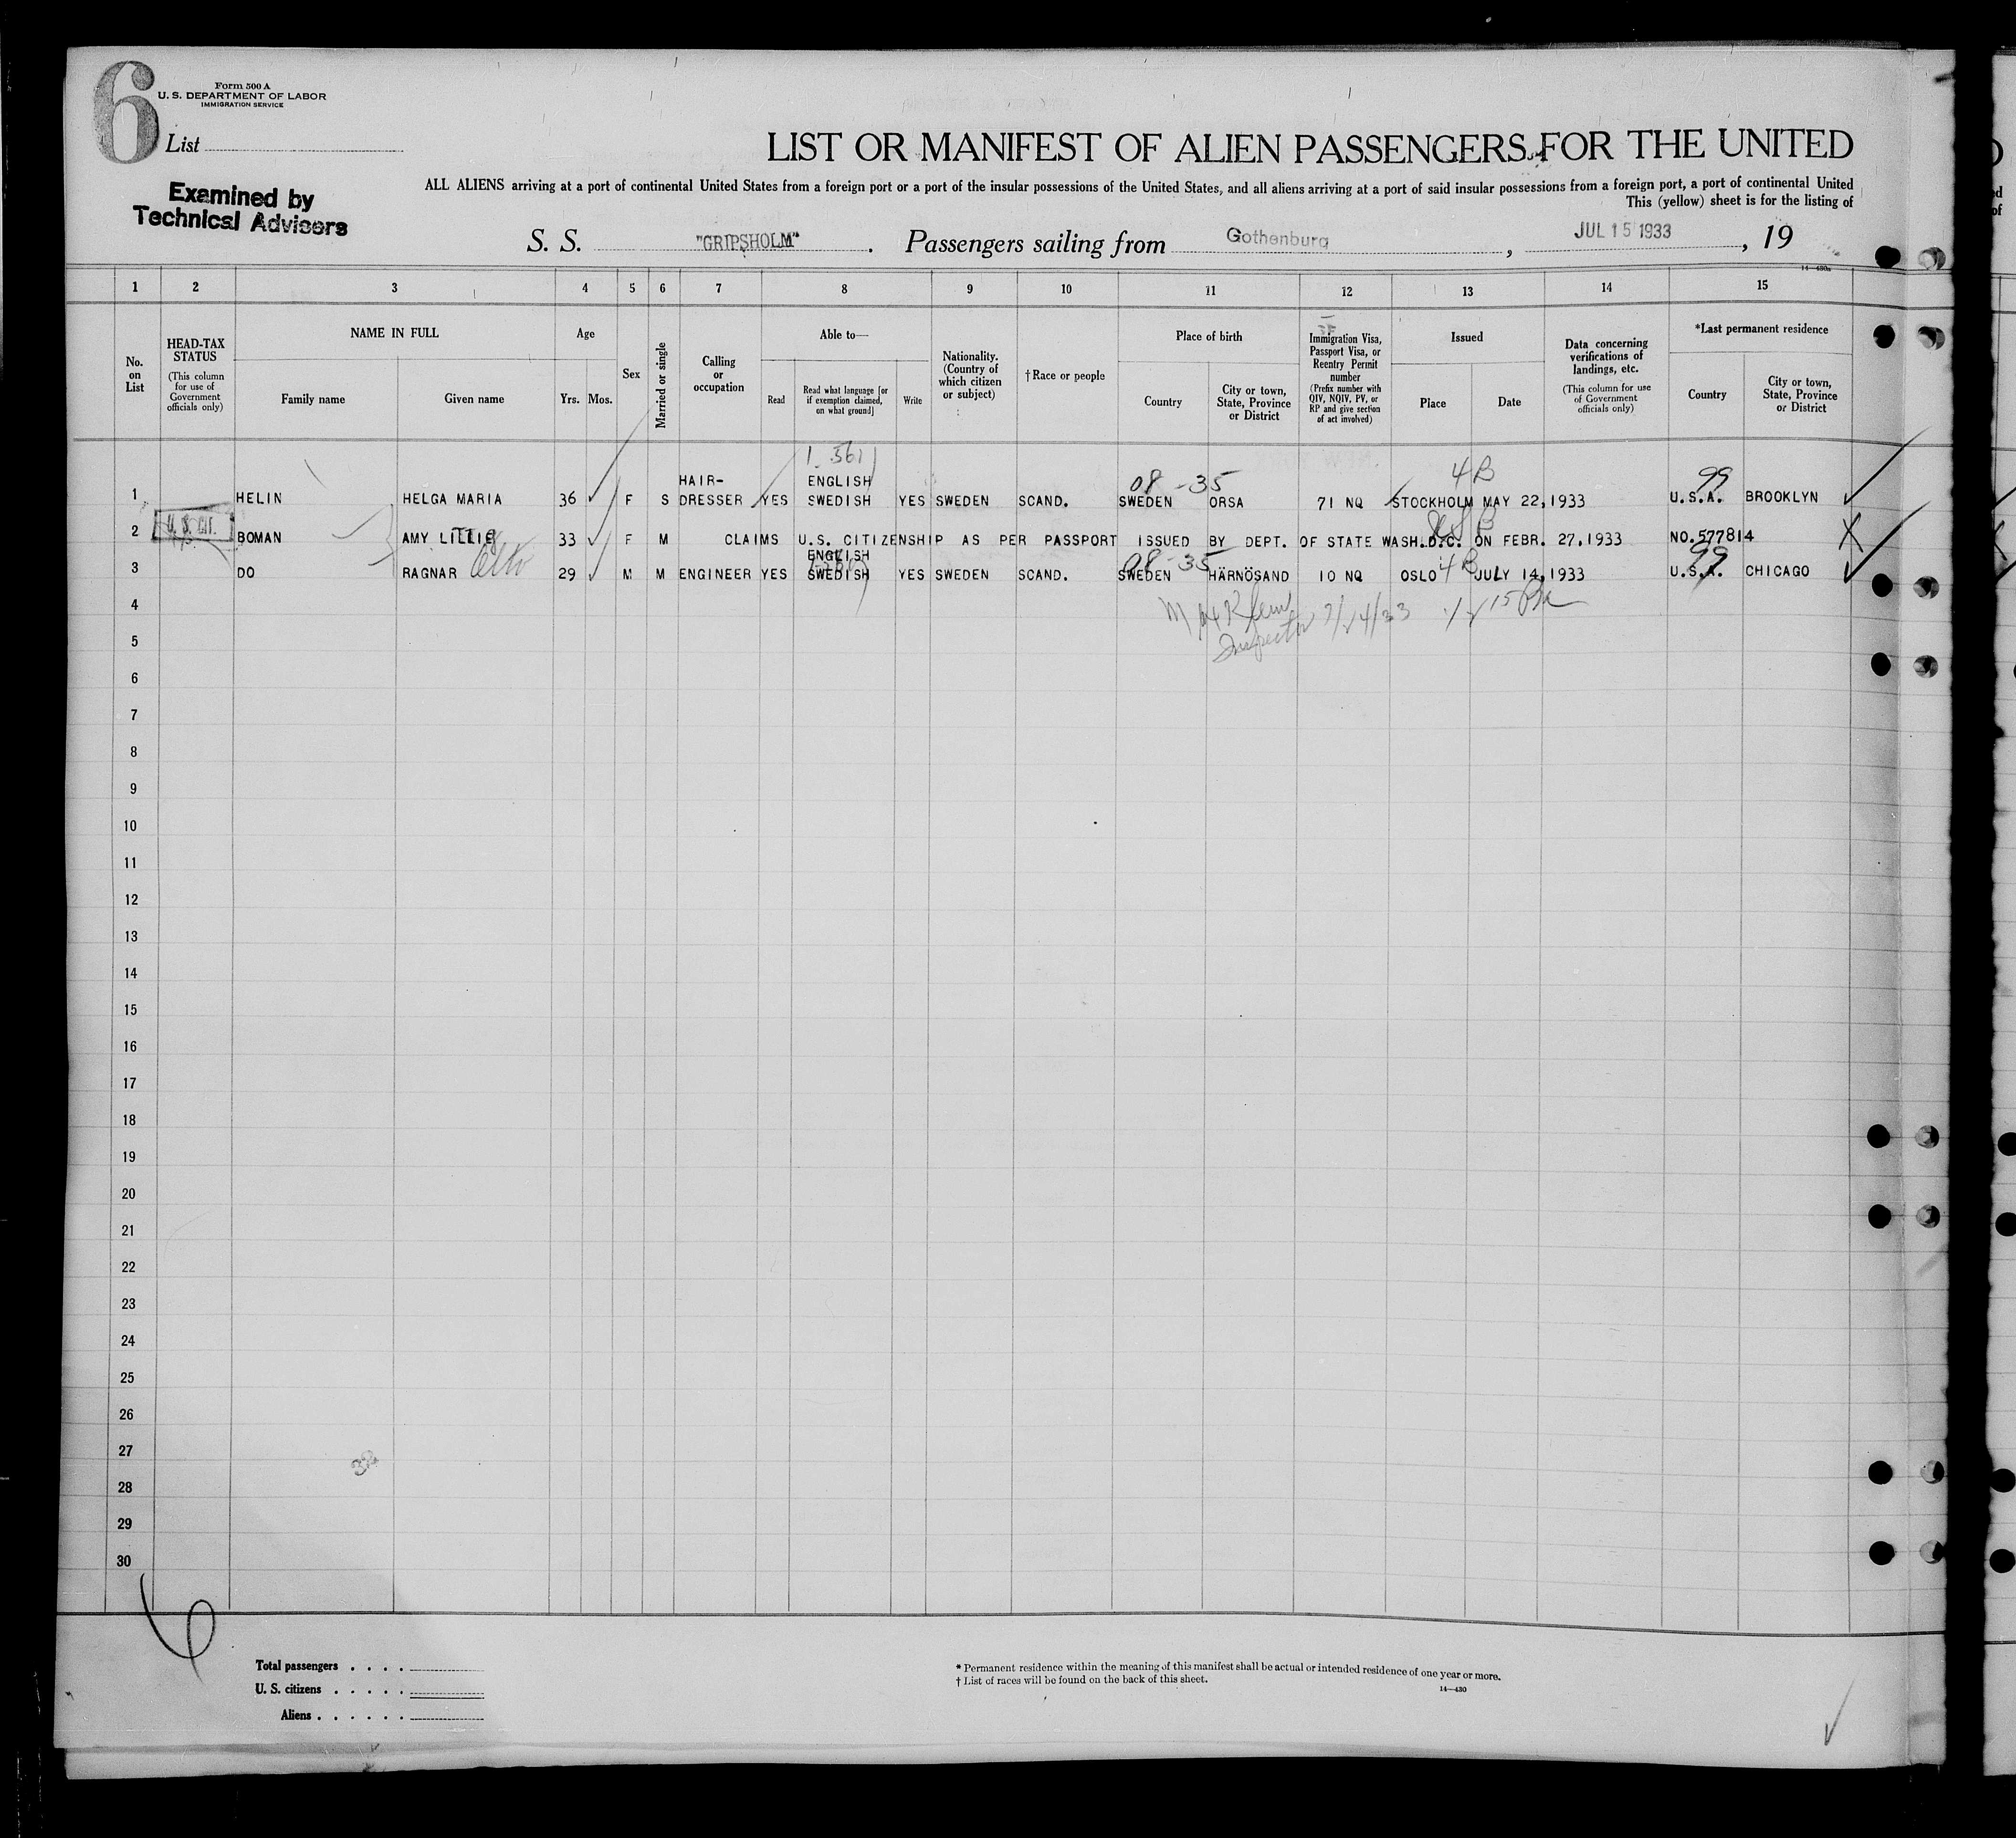 6
Form 500 A
U. S. DEPARTMENT OF LABOR
IMMIGRATION SERVICE
List
Examined by
Technical Advisers
LIST OR MANIFEST OF ALIEN PASSENGERS FOR THE UNITED
ALL ALIENS arriving at a port of continental United States from a foreign port or a port of the insular possessions of the United States, and all aliens arriving at a port of said insular possessions from a foreign port, a port of continental United
This (yellow) sheet is for the listing of
S. S. "GRIPSHOLM". Passengers sailing from Gothenburg, JUL 15 1933, 19
14—430a
1 2 3 4 5 6 7 8 9 10 11 12 13 14 15
No. on List
HEAD-TAX STATUS
(This column for use of Government officials only)
NAME IN FULL
Family name
Given name
Age
Yrs. Mos.
Sex
Married or single
Calling or occupation
Able to—
Read
Read what language [or if exemption claimed, on what ground]
Write
Nationality. (Country of which citizen or subject)
†Race or people
Place of birth
Country
City or town, State, Province or District
Immigration Visa, Passport Visa, or Reentry Permit number
(Prefix number with QIV, NQIV, PV, or RP and give section of act involved)
Issued
Place
Date
Data concerning verifications of landings, etc.
(This column for use of Government officials only)
*Last permanent residence
Country
City or town, State, Province or District
08-35 4B 99
1 HELIN HELGA MARIA 36 F S HAIR-DRESSER YES ENGLISH SWEDISH YES SWEDEN SCAND. SWEDEN ORSA 71 NQ STOCKHOLM MAY 22, 1933 U.S.A. BROOKLYN
U. S. CIT.
2 BOMAN AMY LILLIE 33 F M CLAIMS U.S. CITIZENSHIP AS PER PASSPORT ISSUED BY DEPT. OF STATE WASH.D.C. ON FEBR. 27,1933 NO.577814
08-35 4B 99
3 DO RAGNAR Otto 29 M M ENGINEER YES ENGLISH SWEDISH YES SWEDEN SCAND. SWEDEN HÄRNÖSAND 10 NQ OSLO JULY 14,1933 U.S.A. CHICAGO
4
Inspector
5
6
7
8
9
10
11
12
13
14
15
16
17
18
19
20
21
22
23
24
25
26
27
28
29
30
6
Total passengers
U. S. citizens
Aliens
* Permanent residence within the meaning of this manifest shall be actual or intended residence of one year or more.
† List of races will be found on the back of this sheet.
14—430